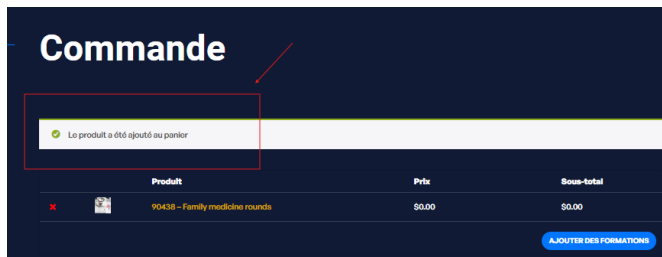 Commande
Le produit a été ajouté au panier
Produit Prix Sous-total
90438 – Family medicine rounds $0.00 $0.00
AJOUTER DES FORMATIONS